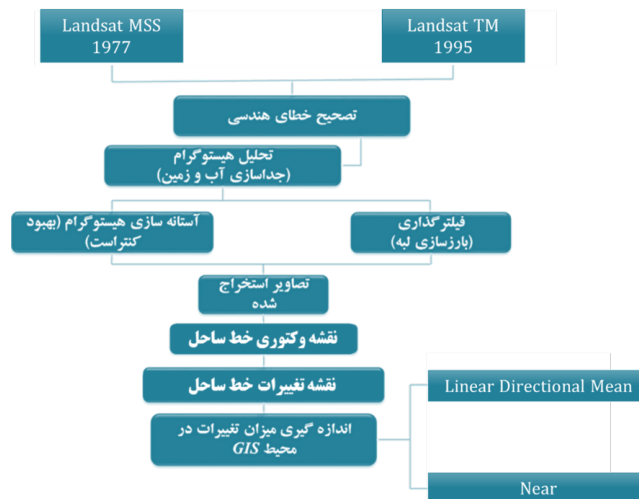 Landsat MSS
1977
Landsat TM
1995
تصحیح خطای هندسی
تحلیل هیستوگرام
(جداسازی آب و زمین)
آستانه سازی هیستوگرام (بهبود
کنتراست)
فیلترگذاری
(بارزسازی لبه)
تصاویر استخراج
شده
نقشه وکتوری خط ساحل
نقشه تغییرات خط ساحل
Linear Directional Mean
اندازه گیری میزان تغییرات در
محیط GIS
Near